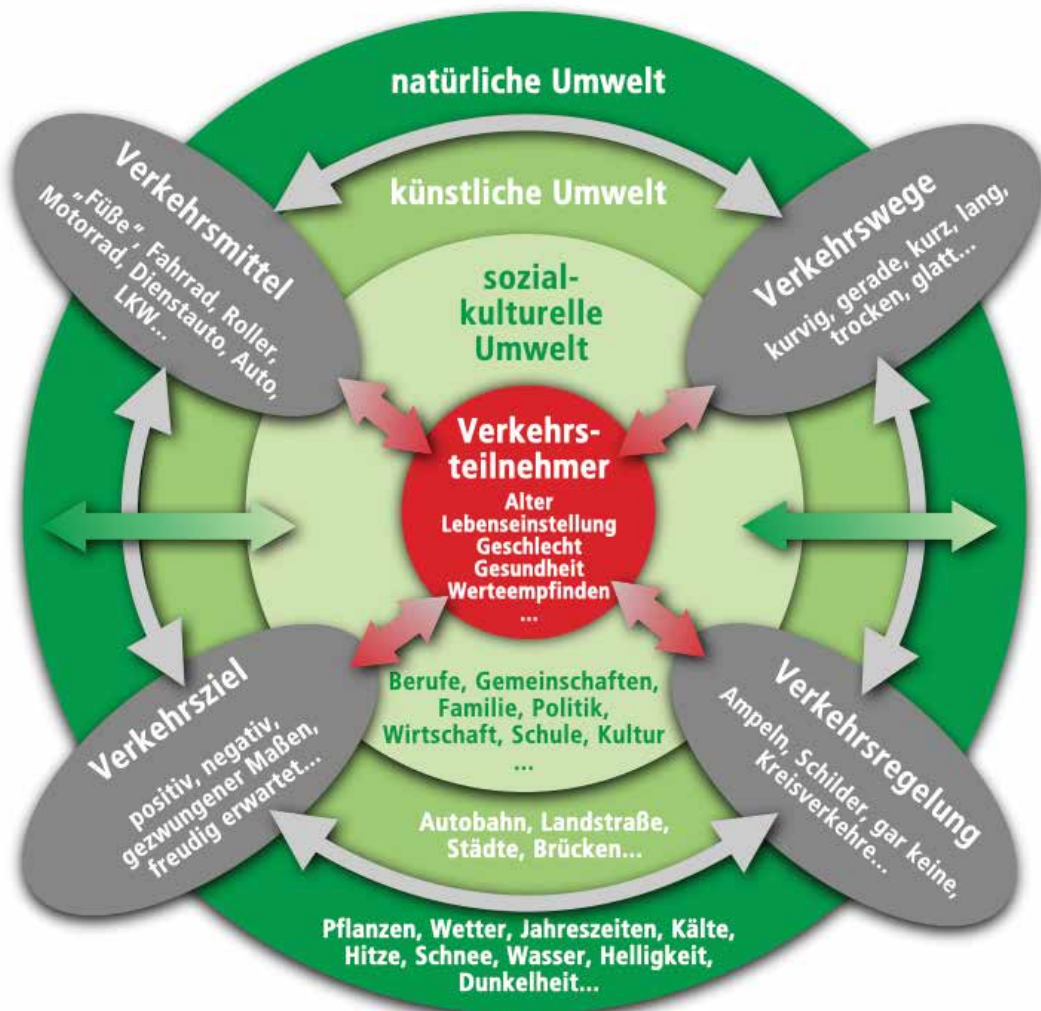 natürliche Umwelt
künstliche Umwelt
sozial-
kulturelle
Umwelt
Verkehrsmittel
„Füße“, Fahrrad, Roller,
Motorrad, Dienstauto, Auto,
LKW...
Verkehrswege
kurvig, gerade, kurz, lang,
trocken, glatt...
Verkehrs-
teilnehmer
Alter
Lebenseinstellung
Geschlecht
Gesundheit
Werteempfinden
...
Verkehrsziel
positiv, negativ,
gezwungener Maßen,
freudig erwartet...
Verkehrsregelung
Ampeln, Schilder, gar keine,
Kreisverkehre...
Berufe, Gemeinschaften,
Familie, Politik,
Wirtschaft, Schule, Kultur
...
Autobahn, Landstraße,
Städte, Brücken...
Pflanzen, Wetter, Jahreszeiten, Kälte,
Hitze, Schnee, Wasser, Helligkeit,
Dunkelheit...